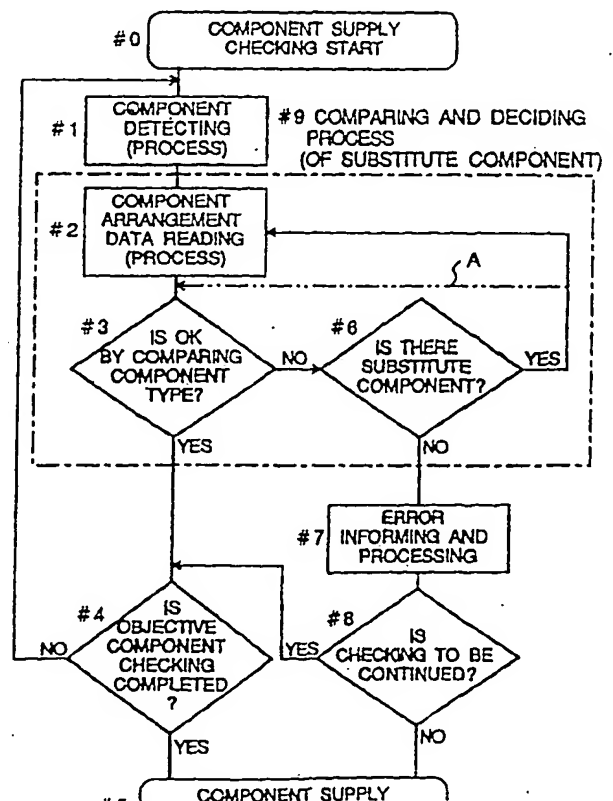 #0
COMPONENT SUPPLY
CHECKING START
#1
COMPONENT
DETECTING
(PROCESS)
#9 COMPARING AND DECIDING
PROCESS
(OF SUBSTITUTE COMPONENT)
#2
COMPONENT
ARRANGEMENT
DATA READING
(PROCESS)
A
#3
IS OK
BY COMPARING
COMPONENT
TYPE?
NO
#6
IS THERE
SUBSTITUTE
COMPONENT?
YES
YES
NO
#7
ERROR
INFORMING AND
PROCESSING
#4
IS
OBJECTIVE
COMPONENT
CHECKING
COMPLETED
?
NO
#8
IS
CHECKING TO BE
CONTINUED?
YES
YES
NO
COMPONENT SUPPLY